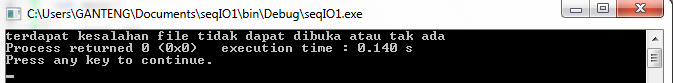 C:\Users\GANTENG\Documents\seqIO1\bin\Debug\seqIO1.exe
terdapat kesalahan file tidak dapat dibuka atau tak ada
Process returned 0 (0x0)   execution time : 0.140 s
Press any key to continue.